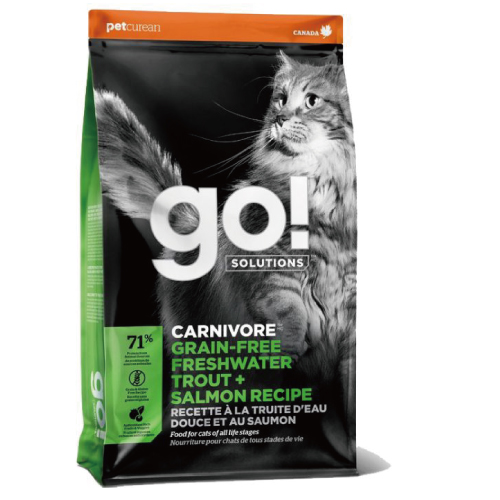 petcurean
CANADA
go!
SOLUTIONS
71%
CARNIVORE
GRAIN-FREE
FRESHWATER
TROUT +
SALMON RECIPE
RECETTE À LA TRUITE D'EAU
DOUCE ET AU SAUMON
Food for cats of all life stages
Nourriture pour chats de tous stades de vie
go!